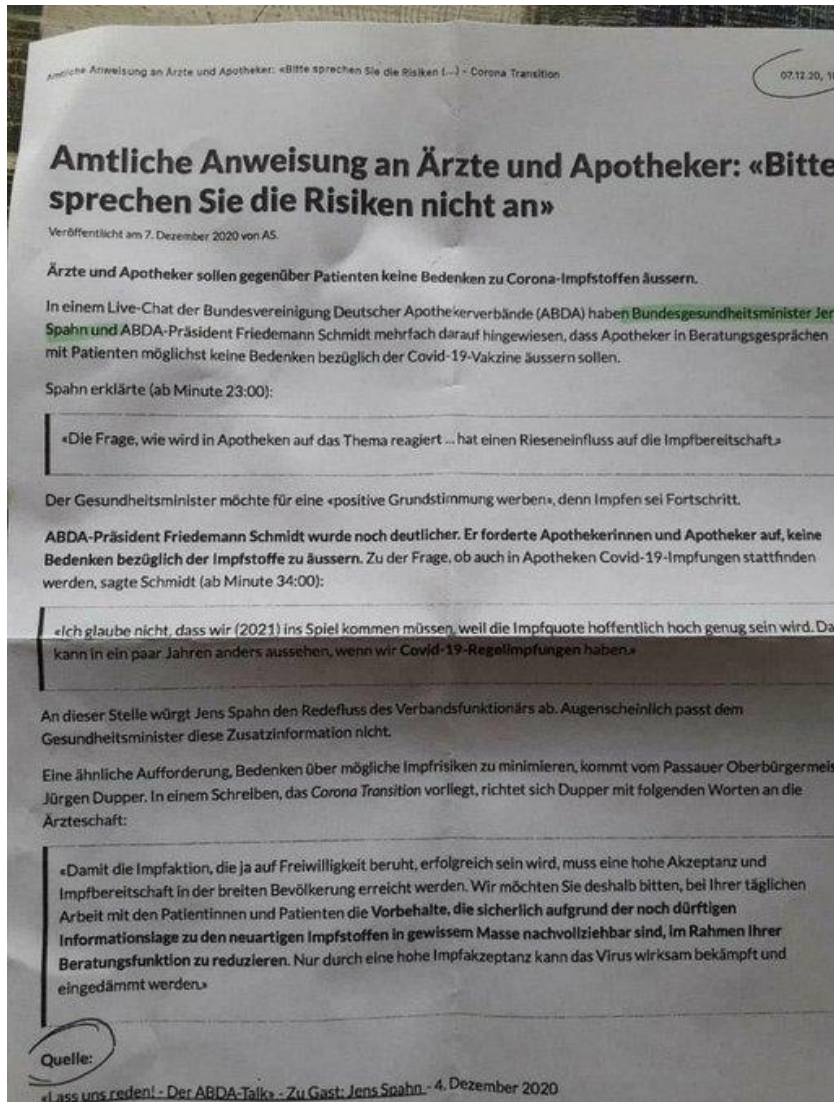 Amtliche Anweisung an Ärzte und Apotheker: «Bitte sprechen Sie die Risiken (...) - Corona Transition
07.12.20, 
Amtliche Anweisung an Ärzte und Apotheker: «Bitte
sprechen Sie die Risiken nicht an»
Veröffentlicht am 7. Dezember 2020 von AS.
Ärzte und Apotheker sollen gegenüber Patienten keine Bedenken zu Corona-Impfstoffen äussern.
In einem Live-Chat der Bundesvereinigung Deutscher Apothekerverbände (ABDA) haben Bundesgesundheitsminister Jen
Spahn und ABDA-Präsident Friedemann Schmidt mehrfach darauf hingewiesen, dass Apotheker in Beratungsgesprächen
mit Patienten möglichst keine Bedenken bezüglich der Covid-19-Vakzine äussern sollen.
Spahn erklärte (ab Minute 23:00):
«Die Frage, wie wird in Apotheken auf das Thema reagiert ... hat einen Rieseneinfluss auf die Impfbereitschaft.»
Der Gesundheitsminister möchte für eine «positive Grundstimmung werben», denn Impfen sei Fortschritt.
ABDA-Präsident Friedemann Schmidt wurde noch deutlicher. Er forderte Apothekerinnen und Apotheker auf, keine
Bedenken bezüglich der Impfstoffe zu äussern. Zu der Frage, ob auch in Apotheken Covid-19-Impfungen stattfinden
werden, sagte Schmidt (ab Minute 34:00):
«Ich glaube nicht, dass wir (2021) ins Spiel kommen müssen, weil die Impfquote hoffentlich hoch genug sein wird. Da
kann in ein paar Jahren anders aussehen, wenn wir Covid-19-Regelimpfungen haben.»
An dieser Stelle würgt Jens Spahn den Redefluss des Verbandsfunktionärs ab. Augenscheinlich passt dem
Gesundheitsminister diese Zusatzinformation nicht.
Eine ähnliche Aufforderung, Bedenken über mögliche Impfrisiken zu minimieren, kommt vom Passauer Oberbürgermeis
Jürgen Dupper. In einem Schreiben, das Corona Transition vorliegt, richtet sich Dupper mit folgenden Worten an die
Ärzteschaft:
«Damit die Impfaktion, die ja auf Freiwilligkeit beruht, erfolgreich sein wird, muss eine hohe Akzeptanz und
Impfbereitschaft in der breiten Bevölkerung erreicht werden. Wir möchten Sie deshalb bitten, bei Ihrer täglichen
Arbeit mit den Patientinnen und Patienten die Vorbehalte, die sicherlich aufgrund der noch dürftigen
Informationslage zu den neuartigen Impfstoffen in gewissem Masse nachvollziehbar sind, im Rahmen Ihrer
Beratungsfunktion zu reduzieren. Nur durch eine hohe Impfakzeptanz kann das Virus wirksam bekämpft und
eingedämmt werden.»
Quelle:
«Lass uns reden! - Der ABDA-Talk» - Zu Gast: Jens Spahn - 4. Dezember 2020